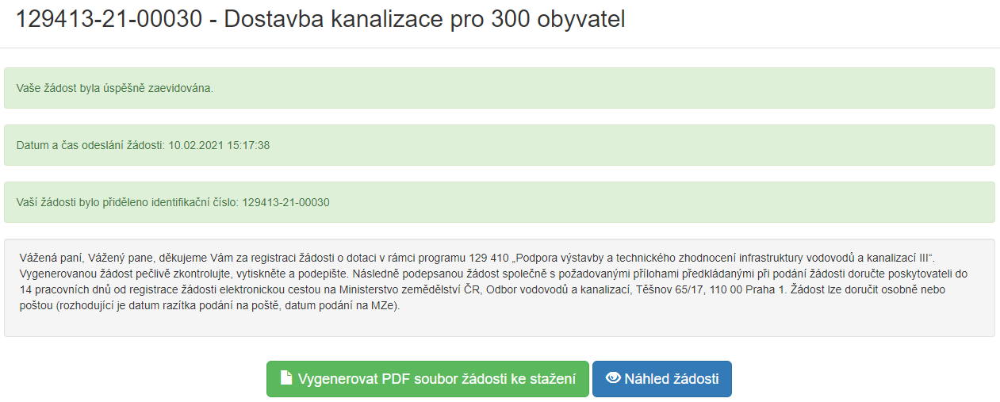 129413-21-00030 - Dostavba kanalizace pro 300 obyvatel
Vaše žádost byla úspěšně zaevidována.
Datum a čas odeslání žádosti: 10.02.2021 15:17:38
Vaší žádosti bylo přiděleno identifikační číslo: 129413-21-00030
Vážená paní, Vážený pane, děkujeme Vám za registraci žádosti o dotaci v rámci programu 129 410 „Podpora výstavby a technického zhodnocení infrastruktury vodovodů a kanalizací III“.
Vygenerovanou žádost pečlivě zkontrolujte, vytiskněte a podepište. Následně podepsanou žádost společně s požadovanými přílohami předkládanými při podání žádosti doručte poskytovateli do
14 pracovních dnů od registrace žádosti elektronickou cestou na Ministerstvo zemědělství ČR, Odbor vodovodů a kanalizací, Těšnov 65/17, 110 00 Praha 1. Žádost lze doručit osobně nebo
poštou (rozhodující je datum razítka podání na poště, datum podání na MZe).
Vygenerovat PDF soubor žádosti ke stažení
Náhled žádosti